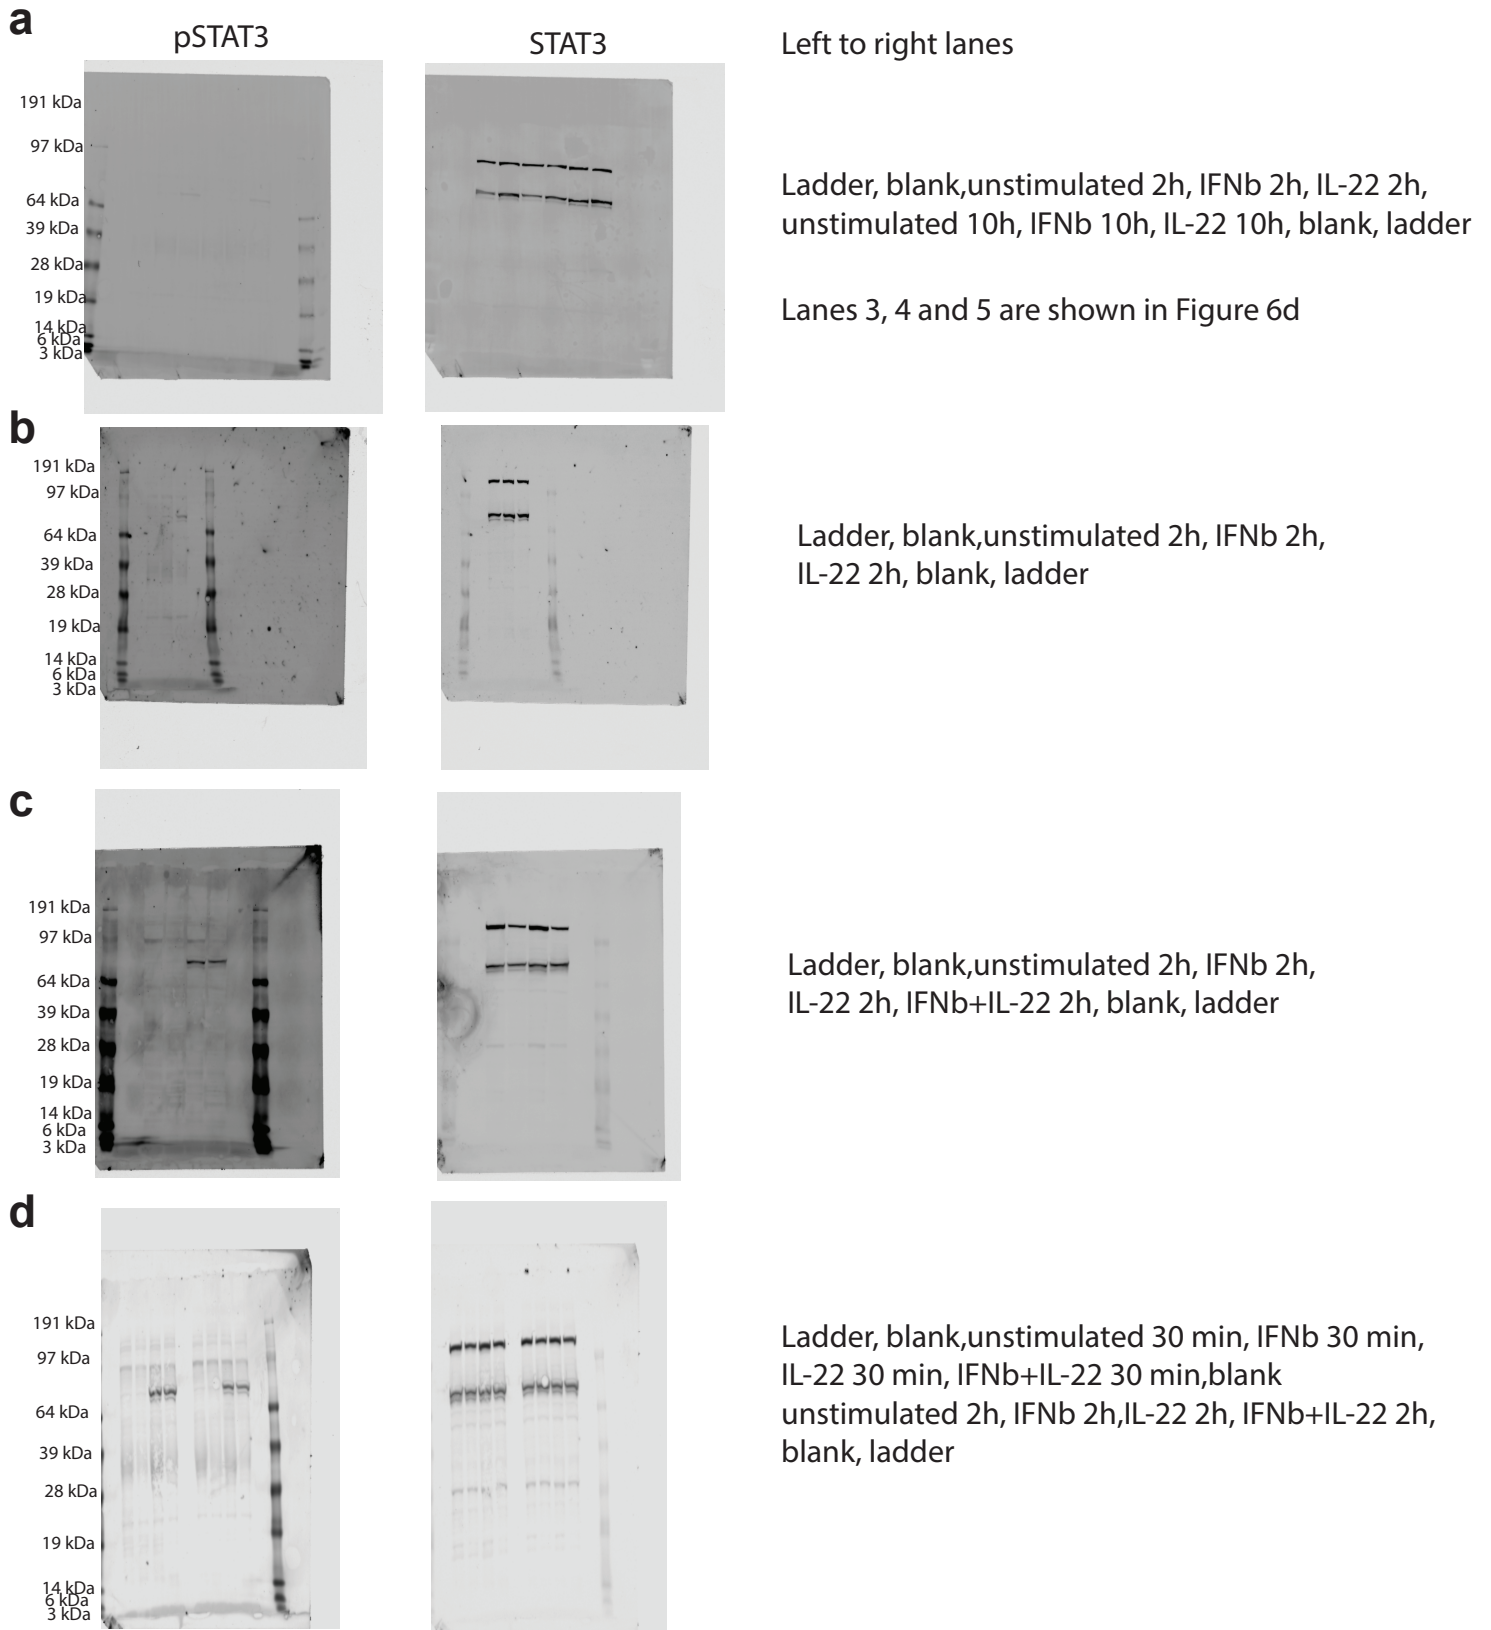 a
pSTAT3
STAT3
Left to right lanes
191 kDa
97 kDa
64 kDa
39 kDa
28 kDa
19 kDa
14 kDa
6 kDa
3 kDa
Ladder, blank,unstimulated 2h, IFNb 2h, IL-22 2h,
unstimulated 10h, IFNb 10h, IL-22 10h, blank, ladder
Lanes 3, 4 and 5 are shown in Figure 6d
b
191 kDa
97 kDa
64 kDa
39 kDa
28 kDa
19 kDa
14 kDa
6 kDa
3 kDa
Ladder, blank,unstimulated 2h, IFNb 2h,
IL-22 2h, blank, ladder
c
191 kDa
97 kDa
64 kDa
39 kDa
28 kDa
19 kDa
14 kDa
6 kDa
3 kDa
Ladder, blank,unstimulated 2h, IFNb 2h,
IL-22 2h, IFNb+IL-22 2h, blank, ladder
d
191 kDa
97 kDa
64 kDa
39 kDa
28 kDa
19 kDa
14 kDa
6 kDa
3 kDa
Ladder, blank,unstimulated 30 min, IFNb 30 min,
IL-22 30 min, IFNb+IL-22 30 min,blank
unstimulated 2h, IFNb 2h,IL-22 2h, IFNb+IL-22 2h,
blank, ladder